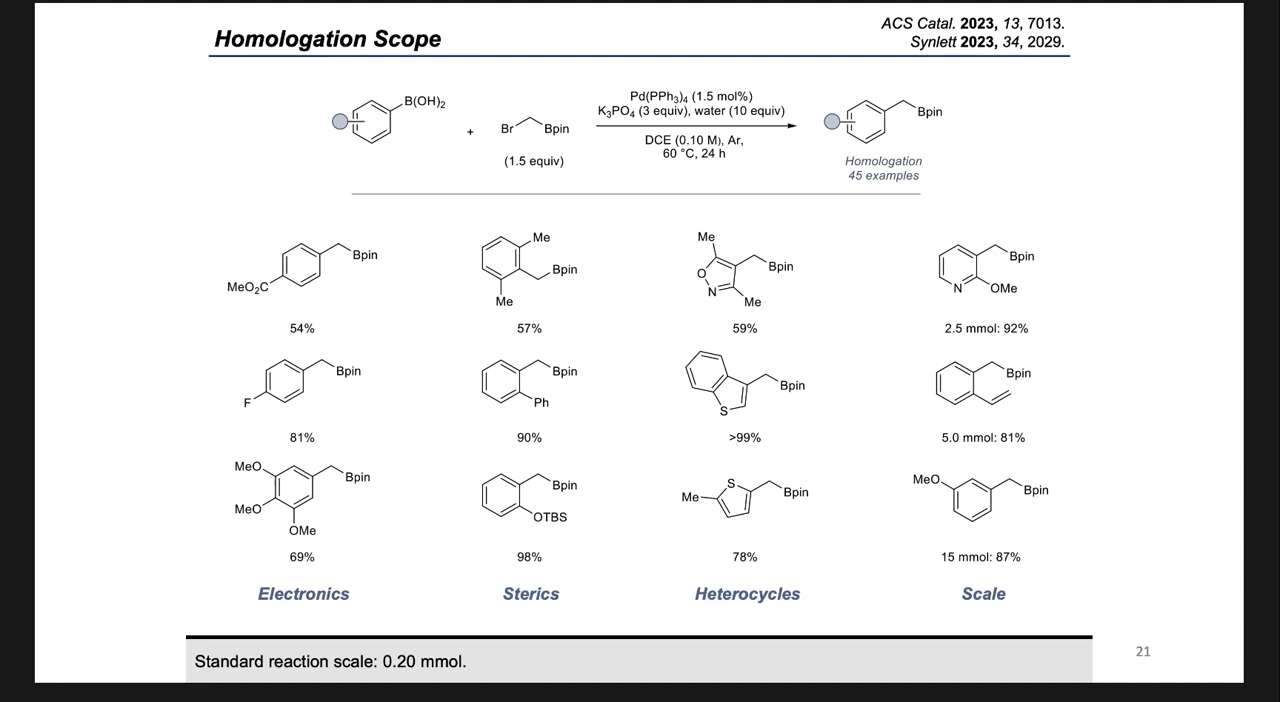 Homologation Scope
ACS Catal. 2023, 13, 7013.
Synlett 2023, 34, 2029.
B(OH)2
+
Br
Bpin
(1.5 equiv)
Pd(PPh3)4 (1.5 mol%)
K3PO4 (3 equiv), water (10 equiv)
DCE (0.10 M), Ar,
60 °C, 24 h
Bpin
Homologation
45 examples
Bpin
MeO2C
54%
Me
Bpin
Me
57%
Me
Bpin
O
N
Me
59%
Bpin
N
OMe
2.5 mmol: 92%
Bpin
F
81%
Bpin
Ph
90%
Bpin
S
>99%
Bpin
5.0 mmol: 81%
MeO
Bpin
MeO
OMe
69%
Bpin
OTBS
98%
S
Me
Bpin
78%
MeO
Bpin
15 mmol: 87%
Electronics
Sterics
Heterocycles
Scale
Standard reaction scale: 0.20 mmol.
21